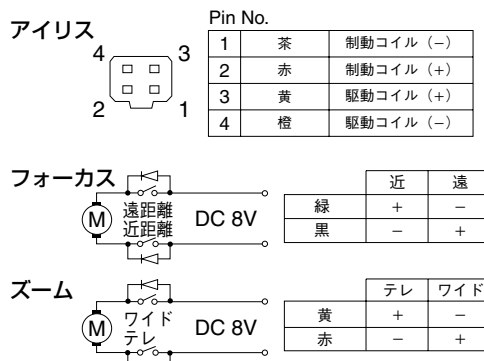 アイリス
Pin No.
4 3
2 1
1 茶 制動コイル（−）
2 赤 制動コイル（+）
3 黄 駆動コイル（+）
4 橙 駆動コイル（−）
フォーカス
M
遠距離
近距離
DC 8V
近 遠
緑 + −
黒 − +
ズーム
M
ワイド
テレ
DC 8V
テレ ワイド
黄 + −
赤 − +